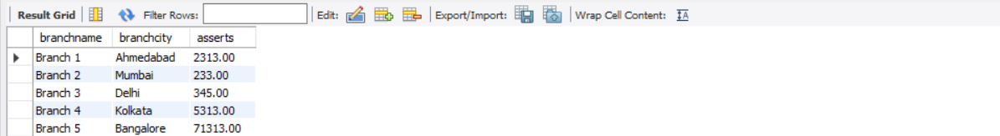 Result Grid Filter Rows: Edit: Export/Import: Wrap Cell Content: IA
branchname branchcity asserts
Branch 1 Ahmedabad 2313.00
Branch 2 Mumbai 233.00
Branch 3 Delhi 345.00
Branch 4 Kolkata 5313.00
Branch 5 Bangalore 71313.00